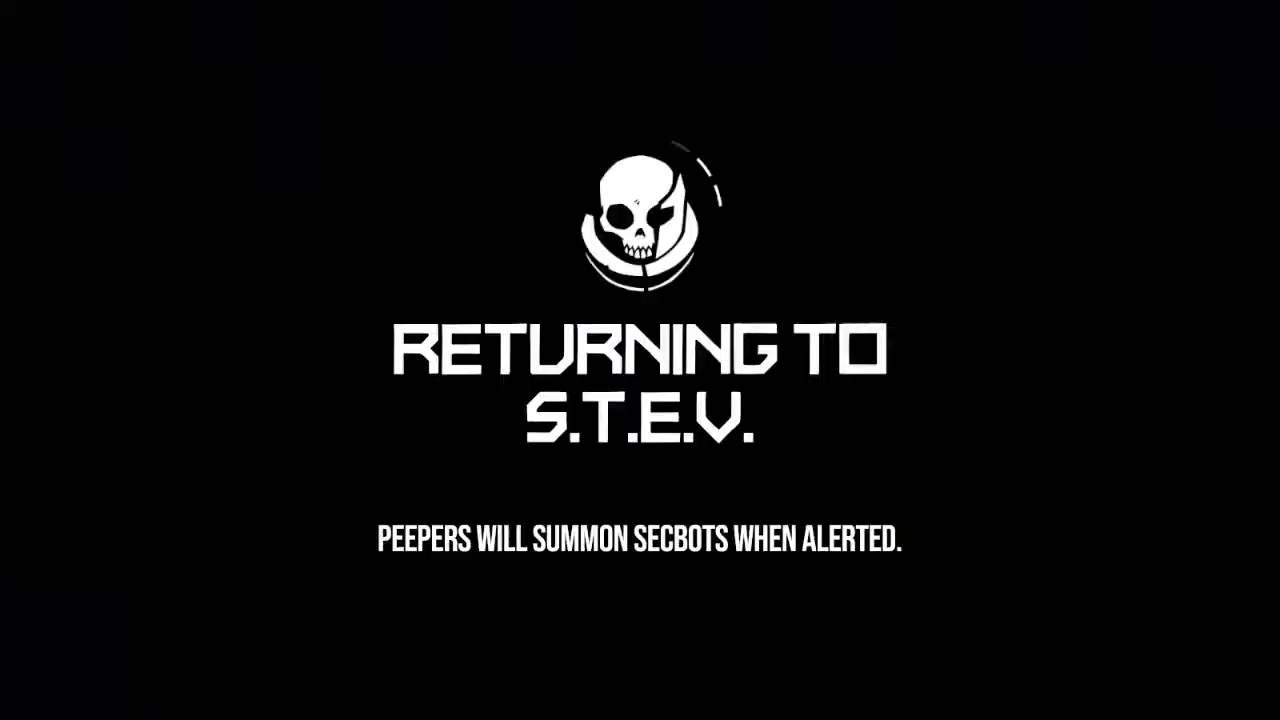 RETURNING TO
S.T.E.V.
PEEPERS WILL SUMMON SECBOTS WHEN ALERTED.